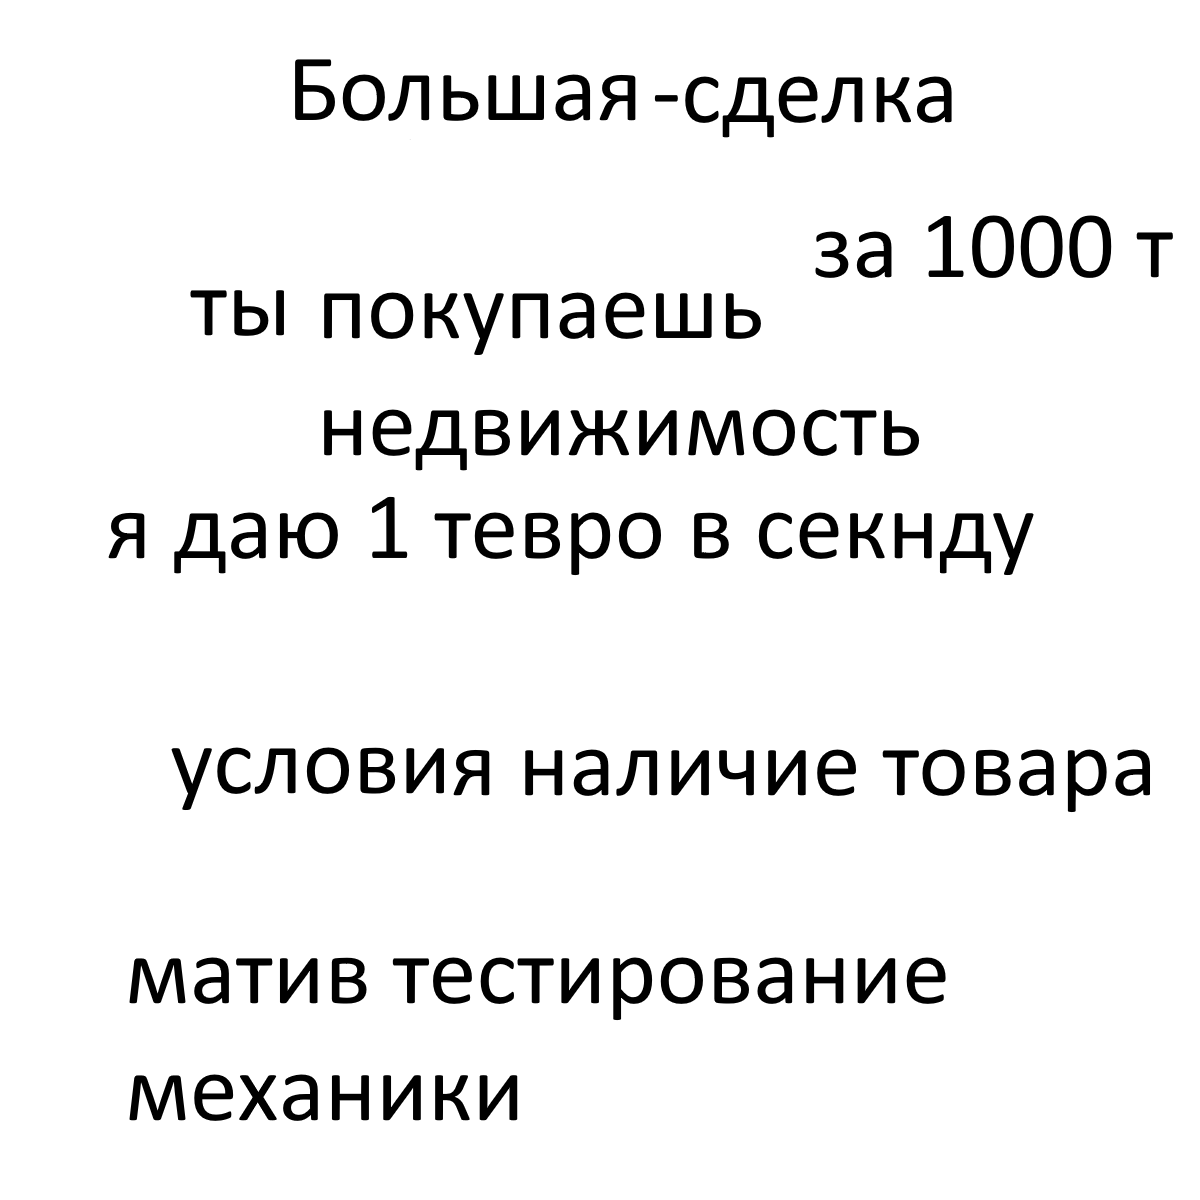 Большая-сделка
за 1000 т
ты покупаешь
недвижимость
я даю 1 тевро в секнду
условия наличие товара
матив тестирование
механики